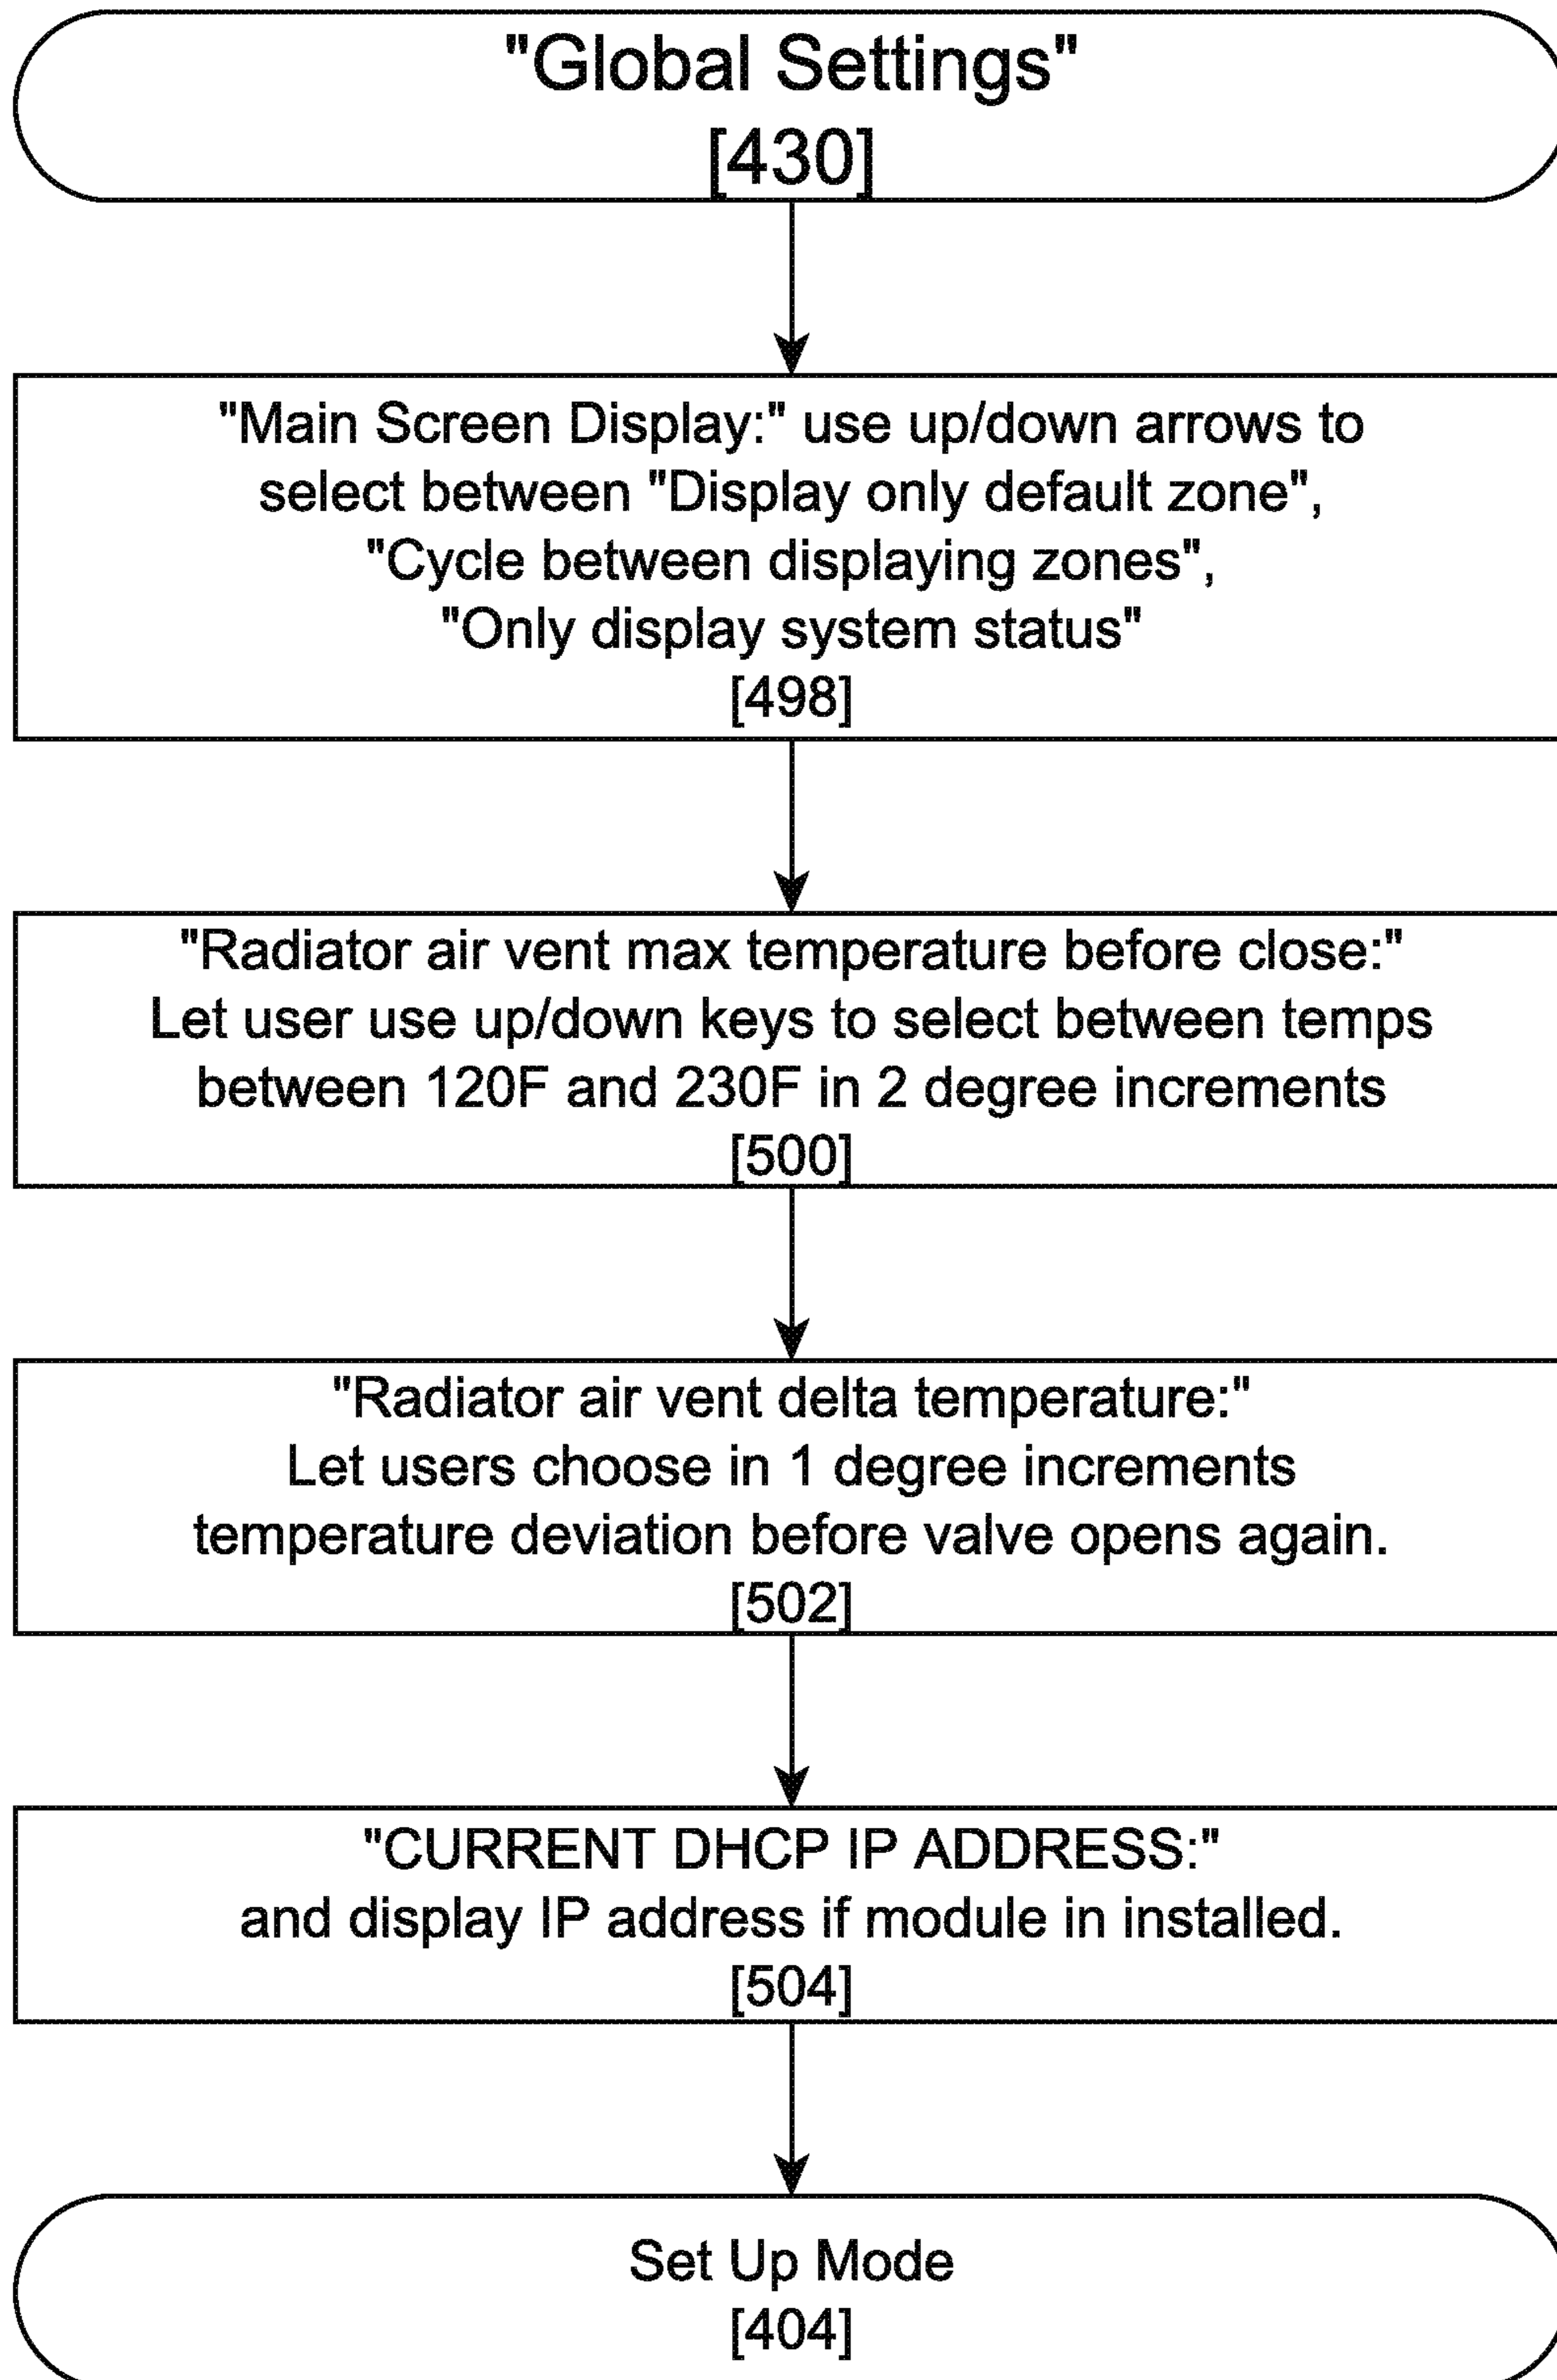 "Global Settings"
[430]
"Main Screen Display:" use up/down arrows to
select between "Display only default zone",
"Cycle between displaying zones",
"Only display system status"
[498]
"Radiator air vent max temperature before close:"
Let user use up/down keys to select between temps
between 120F and 230F in 2 degree increments
[500]
"Radiator air vent delta temperature:"
Let users choose in 1 degree increments
temperature deviation before valve opens again.
[502]
"CURRENT DHCP IP ADDRESS:"
and display IP address if module in installed.
[504]
Set Up Mode
[404]